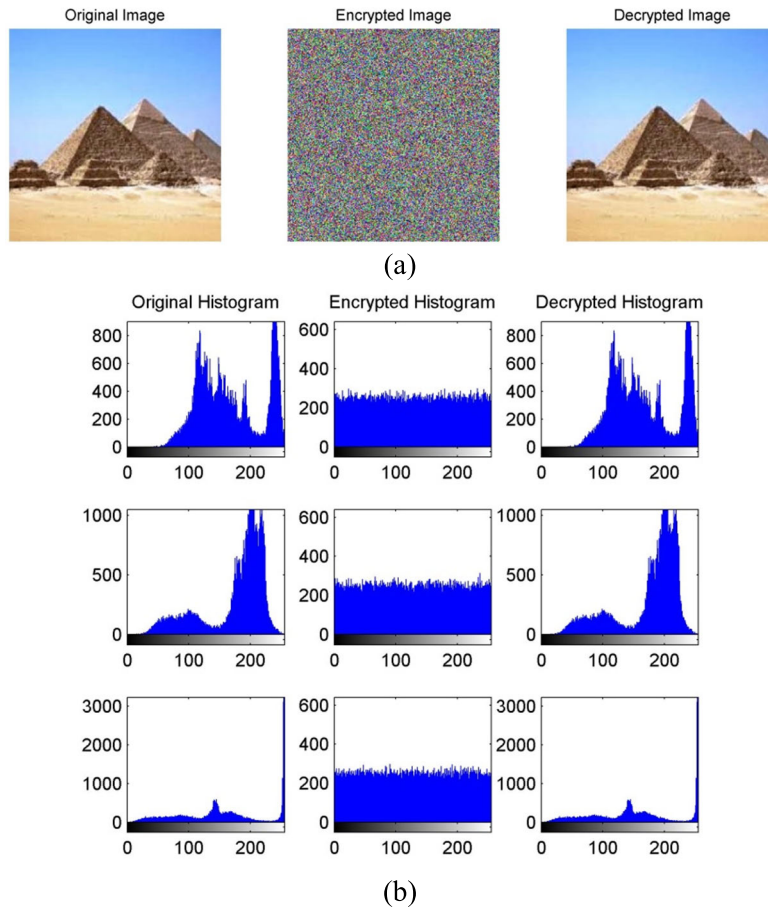 Original Image Encrypted Image Decrypted Image
(a)
Original Histogram Encrypted Histogram Decrypted Histogram
800 600 800
600 400 600
400 200 400
200 0 200
0 0
0 100 200 0 100 200 0 100 200
1000 600 1000
500 400 500
200
0 0 0
0 100 200 0 100 200 0 100 200
3000 600 3000
2000 400 2000
1000 200 1000
0 0 0
0 100 200 0 100 200 0 100 200
(b)